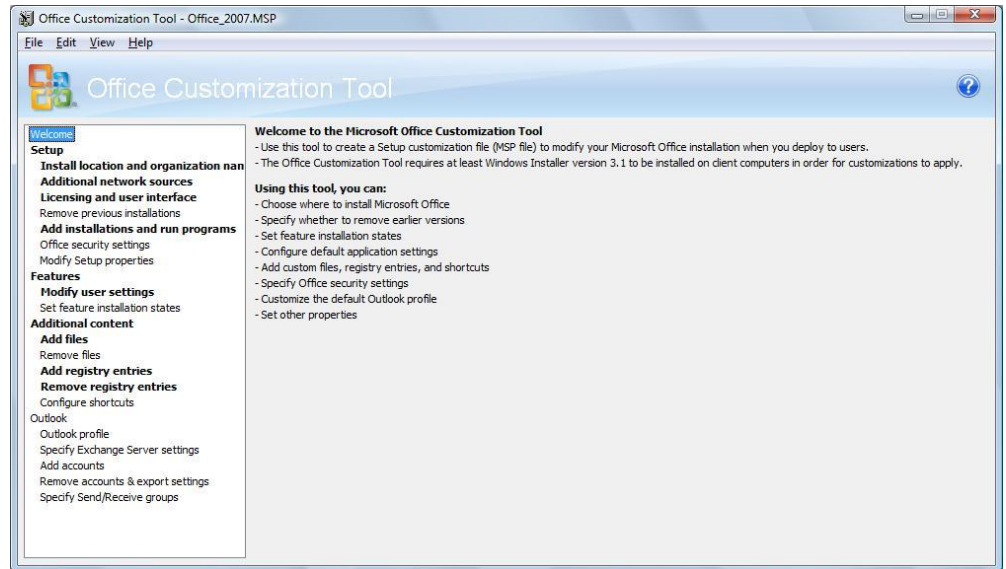 Office Customization Tool - Office_2007.MSP
File Edit View Help
Office Customization Tool
Welcome
Setup
Install location and organization nan
Additional network sources
Licensing and user interface
Remove previous installations
Add installations and run programs
Office security settings
Modify Setup properties
Features
Modify user settings
Set feature installation states
Additional content
Add files
Remove files
Add registry entries
Remove registry entries
Configure shortcuts
Outlook
Outlook profile
Specify Exchange Server settings
Add accounts
Remove accounts & export settings
Specify Send/Receive groups
Welcome to the Microsoft Office Customization Tool
- Use this tool to create a Setup customization file (MSP file) to modify your Microsoft Office installation when you deploy to users.
- The Office Customization Tool requires at least Windows Installer version 3.1 to be installed on client computers in order for customizations to apply.
Using this tool, you can:
- Choose where to install Microsoft Office
- Specify whether to remove earlier versions
- Set feature installation states
- Configure default application settings
- Add custom files, registry entries, and shortcuts
- Specify Office security settings
- Customize the default Outlook profile
- Set other properties